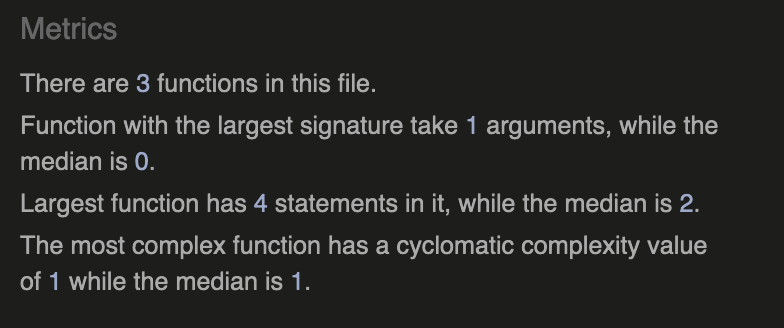 Metrics
There are 3 functions in this file.
Function with the largest signature take 1 arguments, while the
median is 0.
Largest function has 4 statements in it, while the median is 2.
The most complex function has a cyclomatic complexity value
of 1 while the median is 1.